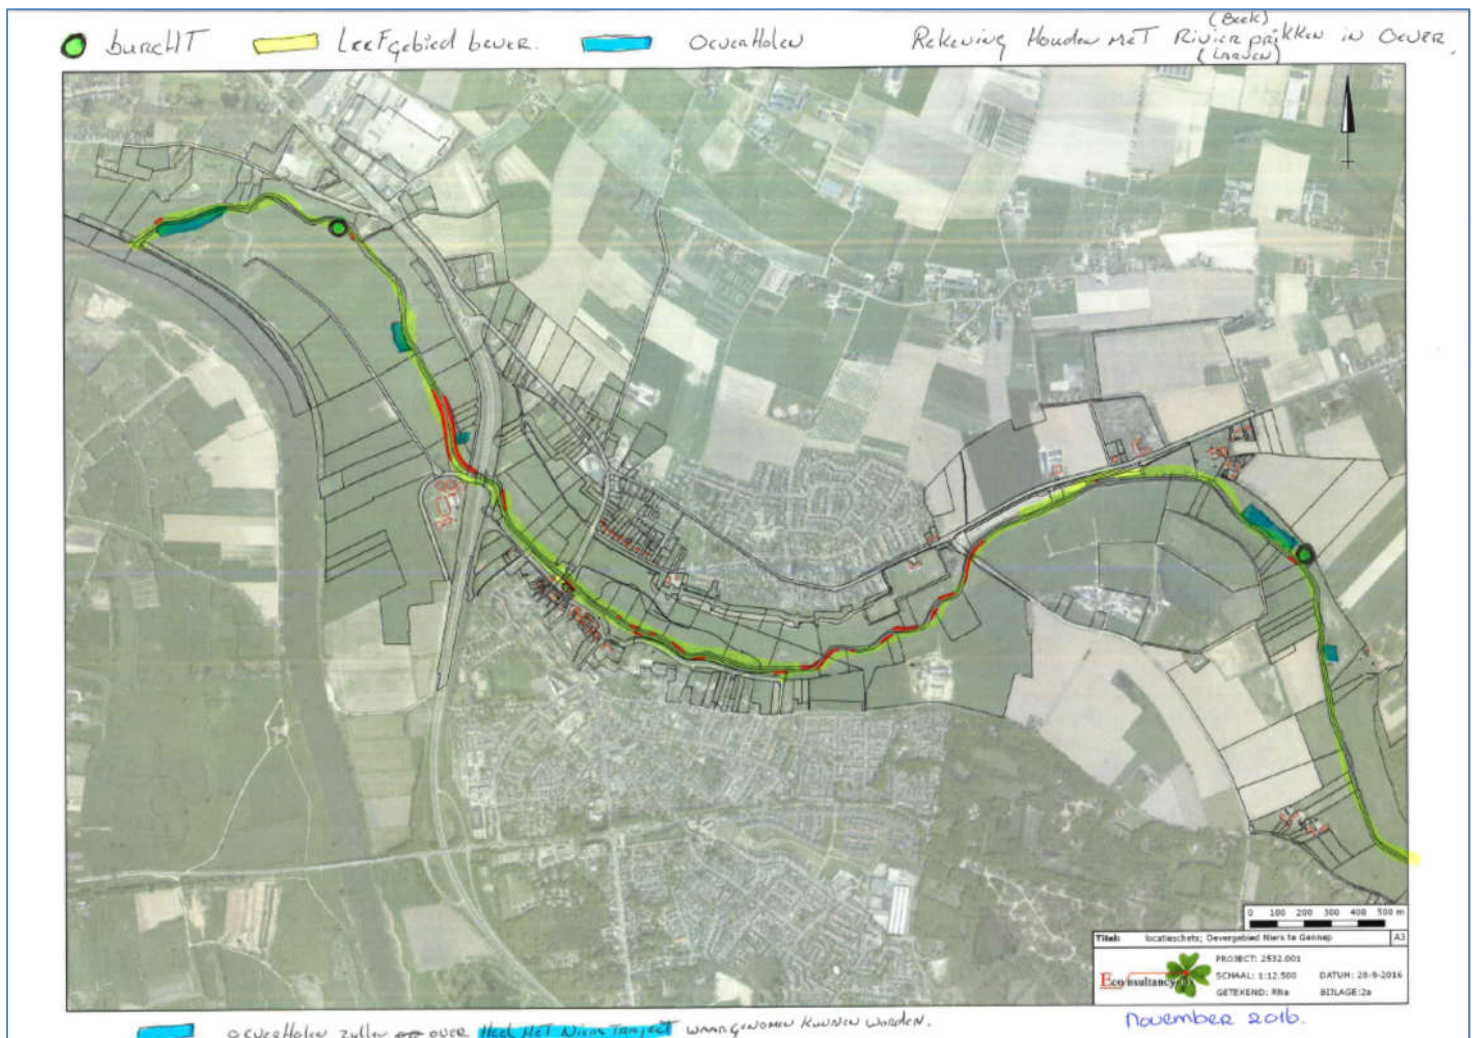 (Beek)
burcHT LeefGebied bever. OeverHolen Rekening Houden MET Rivierprikken in Oever.
(Larven)
0 100 200 300 400 500 m
Titel: locatieschets; Oevergebied Niers te Gennep A3
PROJECT: 2532.001
Econsultancy SCHAAL: 1:12.500 DATUM: 28-9-2016
GETEKEND: RNa BIJLAGE:2a
OeverHolen zullen over Heel HeT Niers Traject waargenomen kunnen worden.
November 2016.